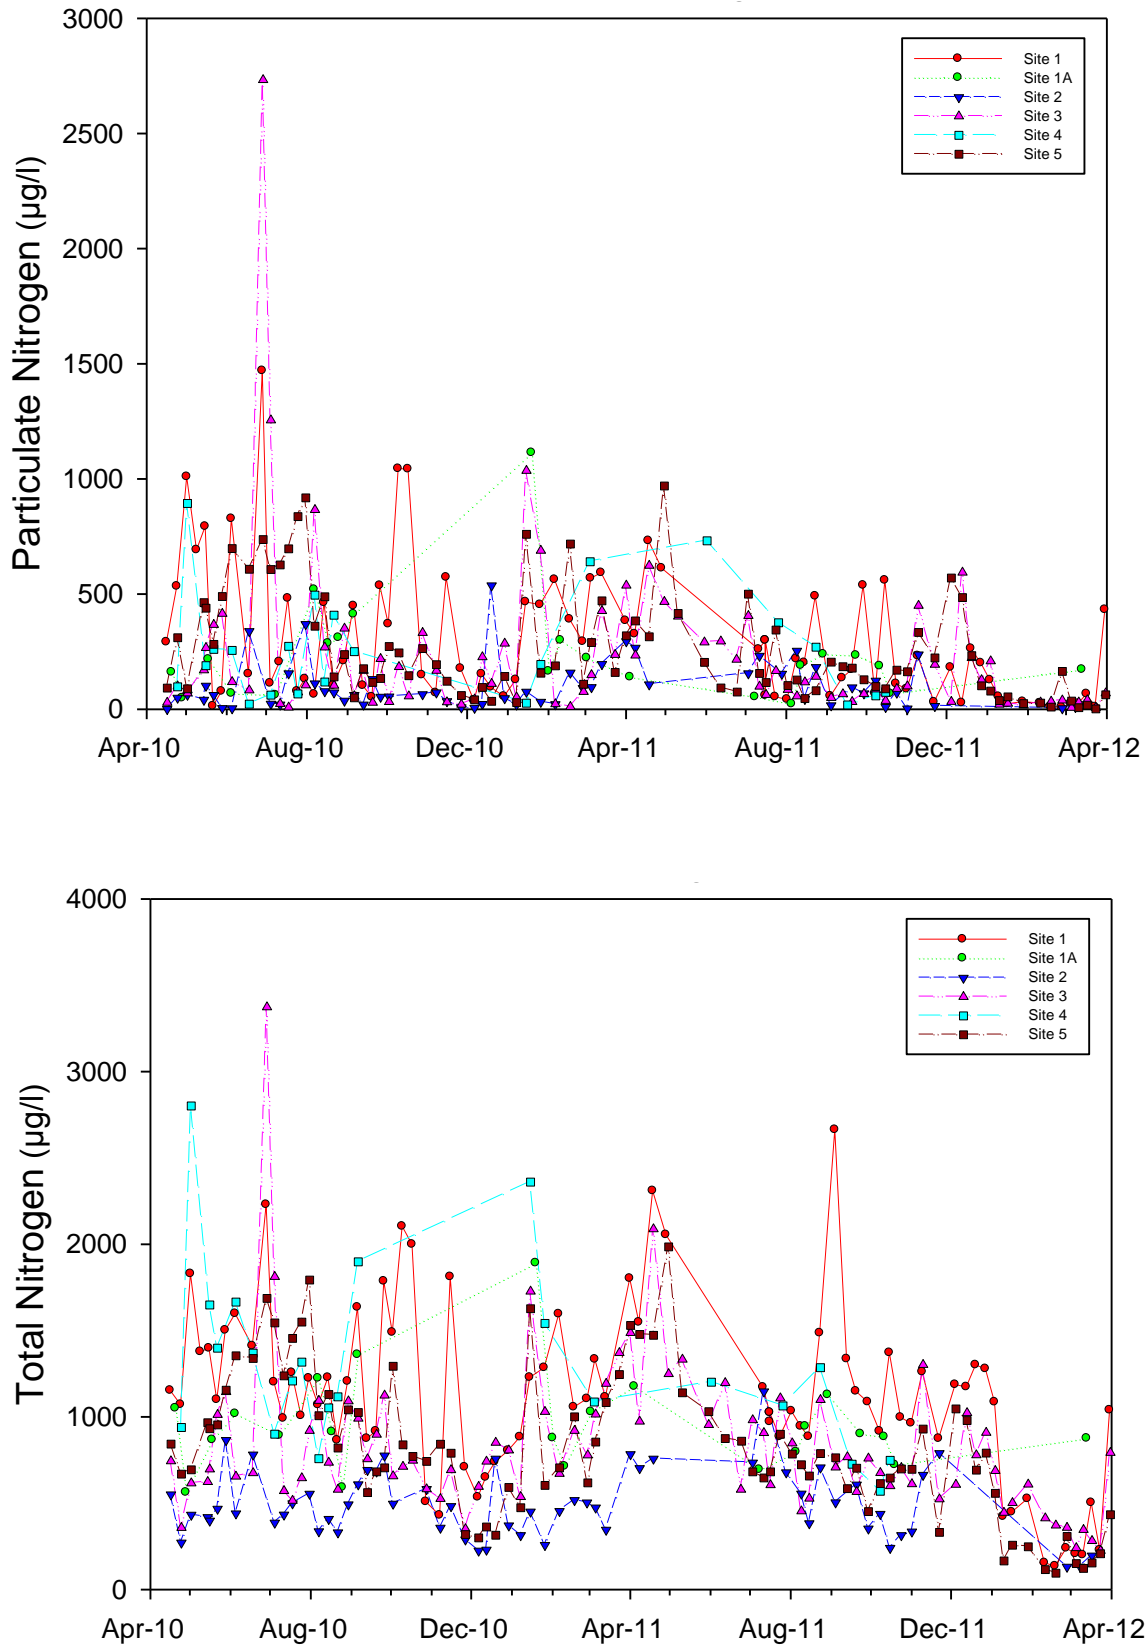 3000
2500
2000
1500
1000
500
0
Particulate Nitrogen (µg/l)
Site 1
Site 1A
Site 2
Site 3
Site 4
Site 5
Apr-10 Aug-10 Dec-10 Apr-11 Aug-11 Dec-11 Apr-12
4000
3000
2000
1000
0
Total Nitrogen (µg/l)
Site 1
Site 1A
Site 2
Site 3
Site 4
Site 5
Apr-10 Aug-10 Dec-10 Apr-11 Aug-11 Dec-11 Apr-12